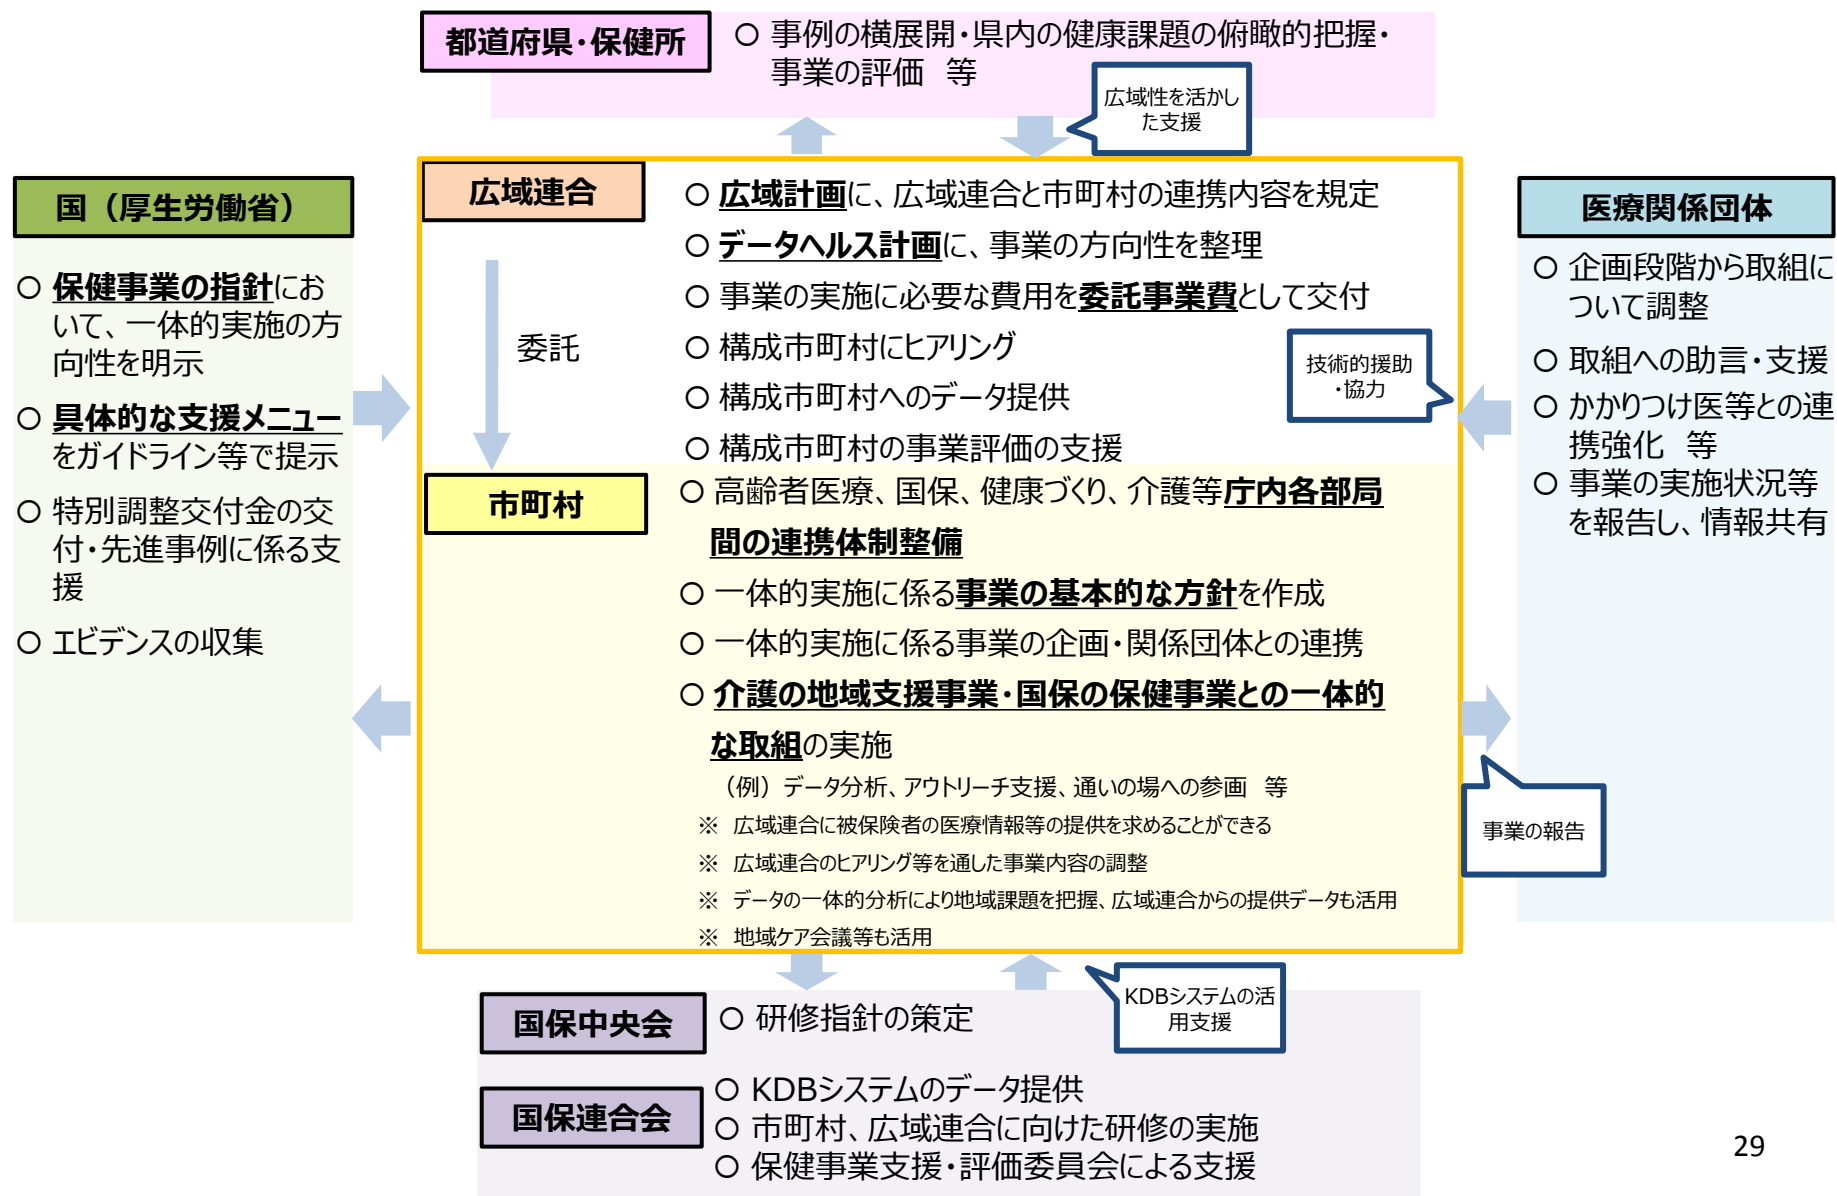 都道府県・保健所
○ 事例の横展開・県内の健康課題の俯瞰的把握・
事業の評価　等
広域性を活かし
た支援
国（厚生労働省）
○ 保健事業の指針にお
いて、一体的実施の方
向性を明示
○ 具体的な支援メニュー
をガイドライン等で提示
○ 特別調整交付金の交
付・先進事例に係る支
援
○ エビデンスの収集
広域連合
委託
○ 広域計画に、広域連合と市町村の連携内容を規定
○ データヘルス計画に、事業の方向性を整理
○ 事業の実施に必要な費用を委託事業費として交付
○ 構成市町村にヒアリング
○ 構成市町村へのデータ提供
○ 構成市町村の事業評価の支援
技術的援助
・協力
市町村
○ 高齢者医療、国保、健康づくり、介護等庁内各部局
間の連携体制整備
○ 一体的実施に係る事業の基本的な方針を作成
○ 一体的実施に係る事業の企画・関係団体との連携
○ 介護の地域支援事業・国保の保健事業との一体的
な取組の実施
（例）データ分析、アウトリーチ支援、通いの場への参画　等
※　広域連合に被保険者の医療情報等の提供を求めることができる
※　広域連合のヒアリング等を通した事業内容の調整
※　データの一体的分析により地域課題を把握、広域連合からの提供データも活用
※　地域ケア会議等も活用
医療関係団体
○ 企画段階から取組に
ついて調整
○ 取組への助言・支援
○ かかりつけ医等との連
携強化　等
○ 事業の実施状況等
を報告し、情報共有
事業の報告
国保中央会
○ 研修指針の策定
KDBシステムの活
用支援
国保連合会
○ KDBシステムのデータ提供
○ 市町村、広域連合に向けた研修の実施
○ 保健事業支援・評価委員会による支援
29